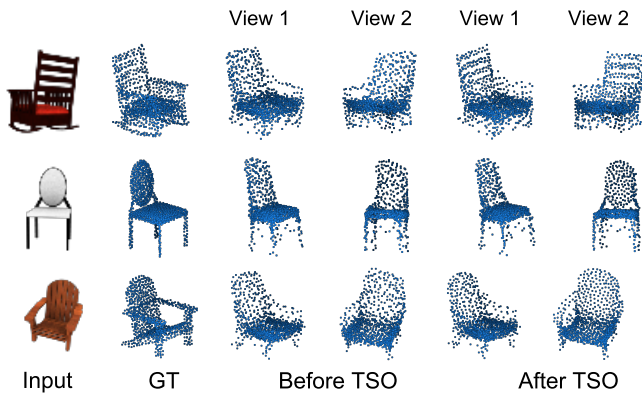 View 1 View 2 View 1 View 2
Input GT Before TSO After TSO